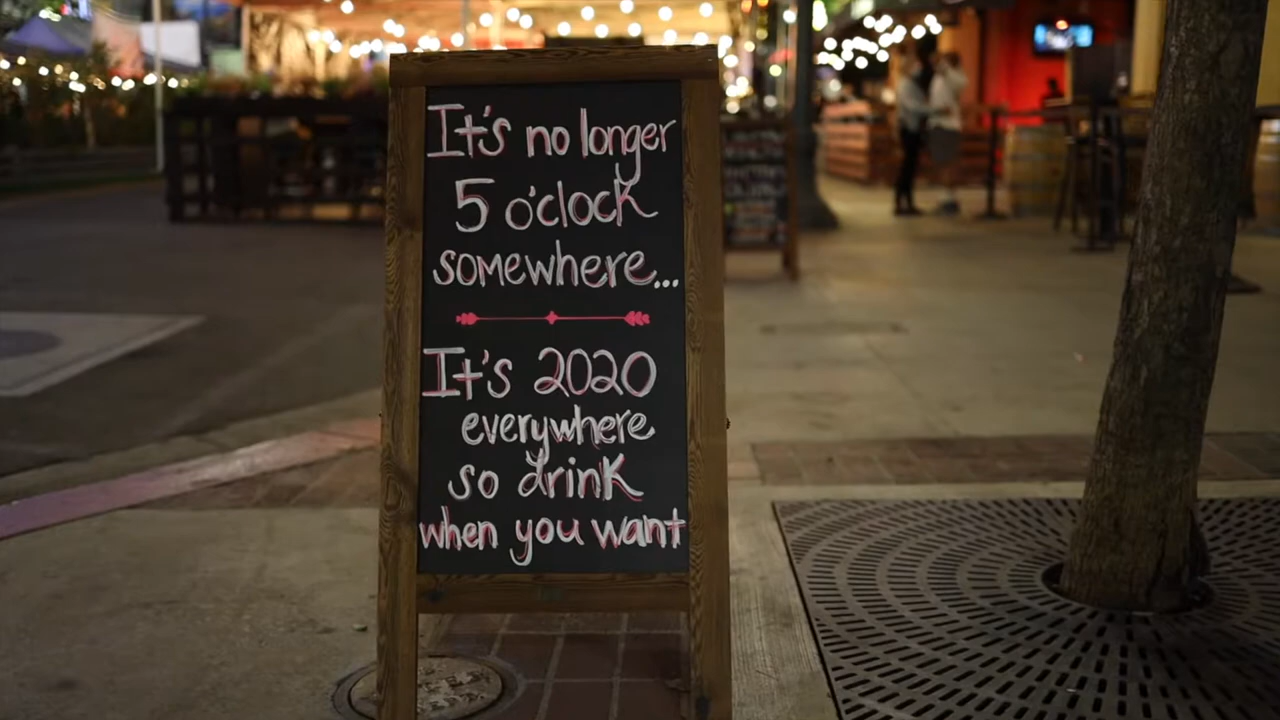 It's no longer
5 o'clock
somewhere...
It's 2020
everywhere
so drink
when you want